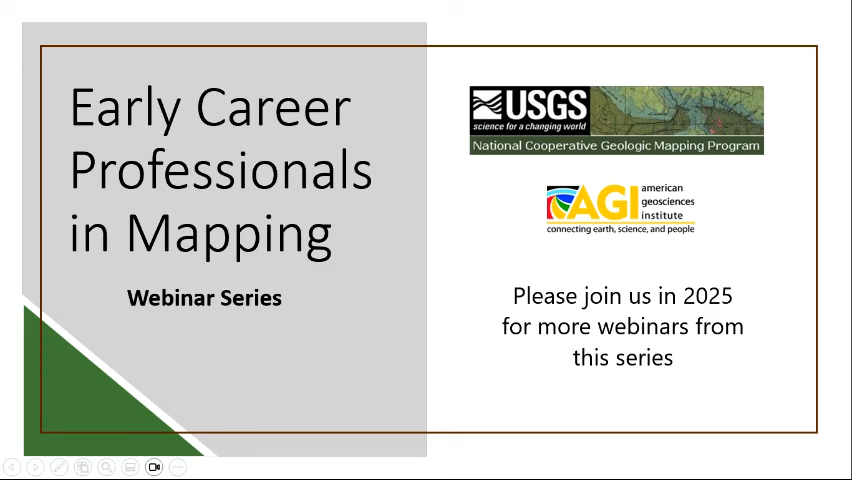 Early Career
Professionals
in Mapping
Webinar Series
USGS
science for a changing world
National Cooperative Geologic Mapping Program
AGI
american
geosciences
institute
connecting earth, science, and people
Please join us in 2025
for more webinars from
this series